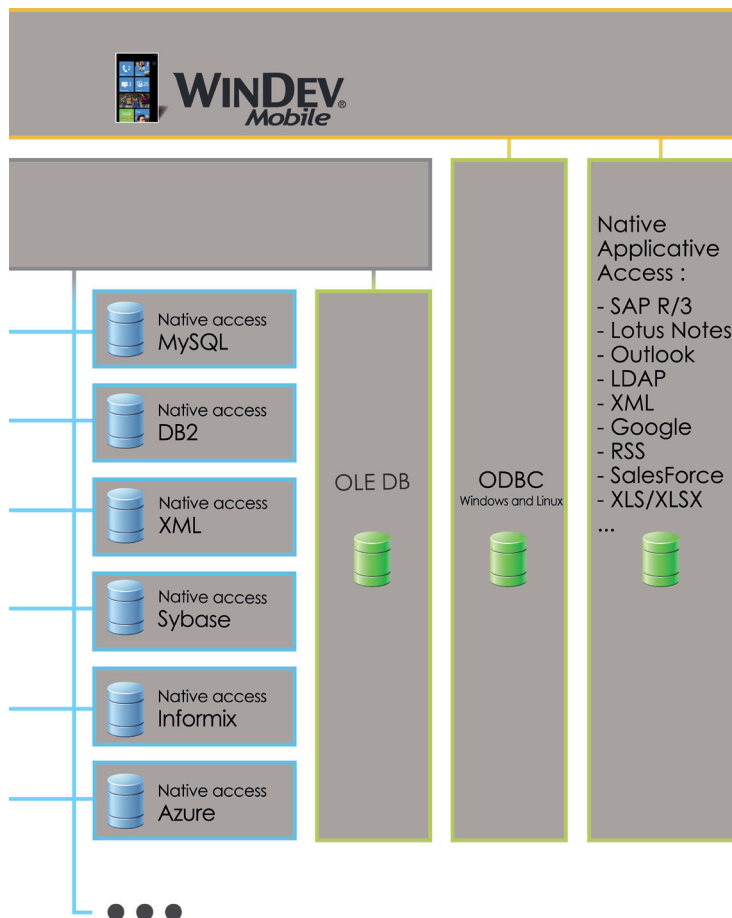 WINDEV®
Mobile
Native access
MySQL
Native access
DB2
Native access
XML
Native access
Sybase
Native access
Informix
Native access
Azure
OLE DB
ODBC
Windows and Linux
Native
Applicative
Access :
- SAP R/3
- Lotus Notes
- Outlook
- LDAP
- XML
- Google
- RSS
- SalesForce
- XLS/XLSX
...